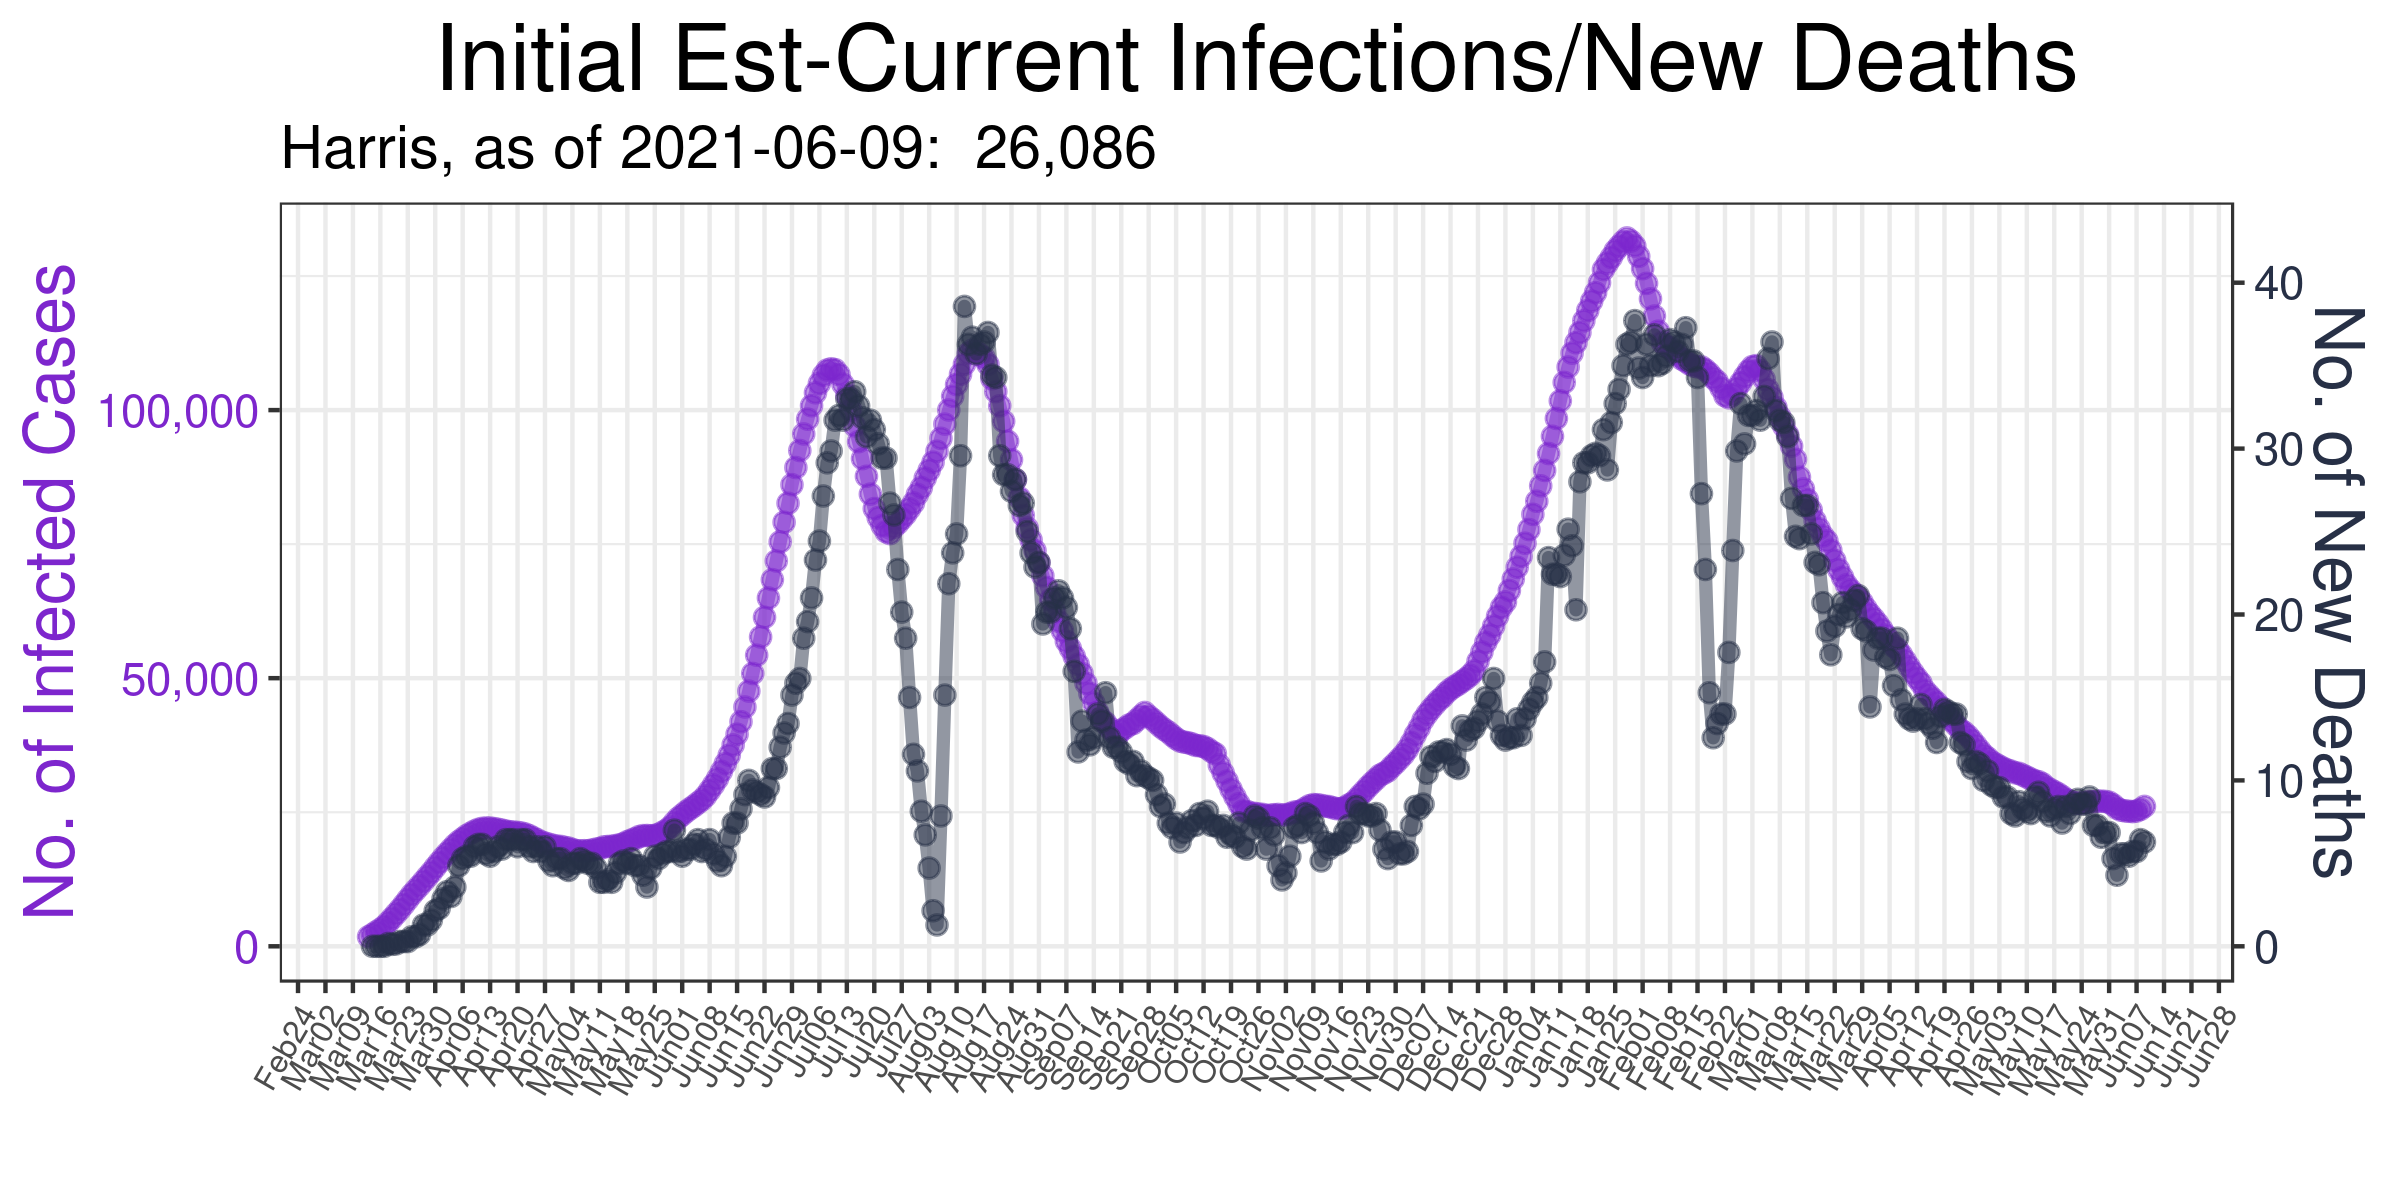 Initial Est-Current Infections/New Deaths
Harris, as of 2021-06-09:  26,086
No. of Infected Cases
100,000
50,000
0
40
30
20
10
0
No. of New Deaths
Feb24
Mar02
Mar09
Mar16
Mar23
Mar30
Apr06
Apr13
Apr20
Apr27
May04
May11
May18
May25
Jun01
Jun08
Jun15
Jun22
Jun29
Jul06
Jul13
Jul20
Jul27
Aug03
Aug10
Aug17
Aug24
Aug31
Sep07
Sep14
Sep21
Sep28
Oct05
Oct12
Oct19
Oct26
Nov02
Nov09
Nov16
Nov23
Nov30
Dec07
Dec14
Dec21
Dec28
Jan04
Jan11
Jan18
Jan25
Feb01
Feb08
Feb15
Feb22
Mar01
Mar08
Mar15
Mar22
Mar29
Apr05
Apr12
Apr19
Apr26
May03
May10
May17
May24
May31
Jun07
Jun14
Jun21
Jun28